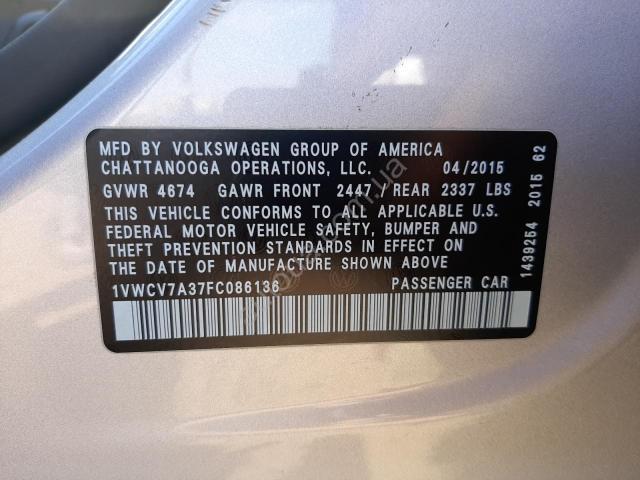 MFD BY VOLKSWAGEN GROUP OF AMERICA
CHATTANOOGA OPERATIONS, LLC. 04/2015
GVWR 4674 GAWR FRONT 2447/REAR 2337 LBS
THIS VEHICLE CONFORMS TO ALL APPLICABLE U.S.
FEDERAL MOTOR VEHICLE SAFETY, BUMPER AND
THEFT PREVENTION STANDARDS IN EFFECT ON
THE DATE OF MANUFACTURE SHOWN ABOVE
1VWCV7A37FC086136 PASSENGER CAR
1439254 2015 62